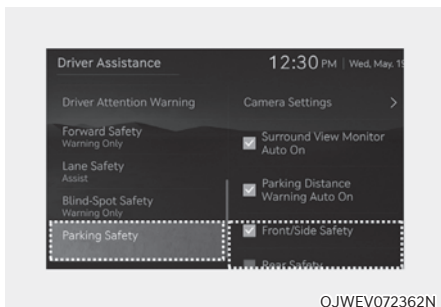 Driver Assistance
12:30 PM | Wed, May. 15
Driver Attention Warning
Camera Settings >
Forward Safety
Warning Only
Surround View Monitor
Auto On
Lane Safety
Assist
Parking Distance
Warning Auto On
Blind-Spot Safety
Warning Only
Parking Safety
Front/Side Safety
Rear Safety
OJWEV072362N